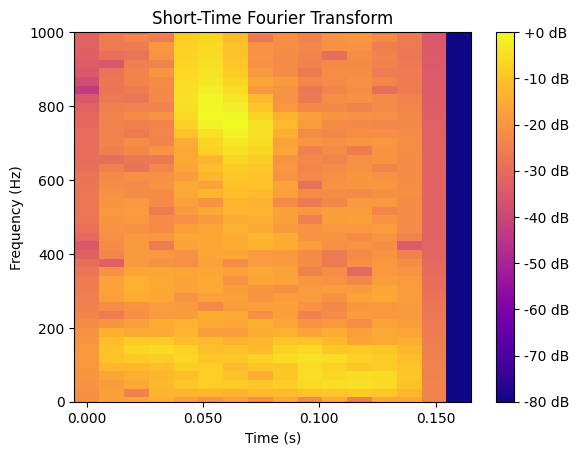 Short-Time Fourier Transform
1000
800
600
400
200
0
Frequency (Hz)
0.000
0.050
0.100
0.150
Time (s)
+0 dB
-10 dB
-20 dB
-30 dB
-40 dB
-50 dB
-60 dB
-70 dB
-80 dB